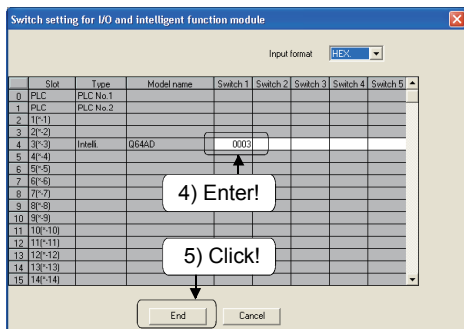 Switch setting for I/O and intelligent function module
Input format HEX.
Slot Type Model name Switch 1 Switch 2 Switch 3 Switch 4 Switch 5
0 PLC PLC No.1
1 PLC PLC No.2
2 1(*-1)
3 2(*-2)
4 3(*-3) Intelli. Q64AD 0003
5 4(*-4)
6 5(*-5)
7 6(*-6)
8 7(*-7)
9 8(*-8)
10 9(*-9)
11 10(*-10)
12 11(*-11)
13 12(*-12)
14 13(*-13)
15 14(*-14)
4) Enter!
5) Click!
End Cancel